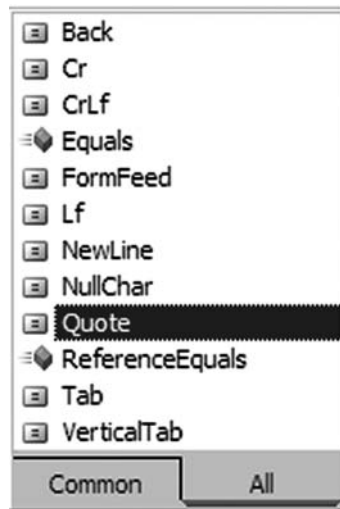 Back
Cr
CrLf
Equals
FormFeed
Lf
NewLine
NullChar
Quote
ReferenceEquals
Tab
VerticalTab
Common All